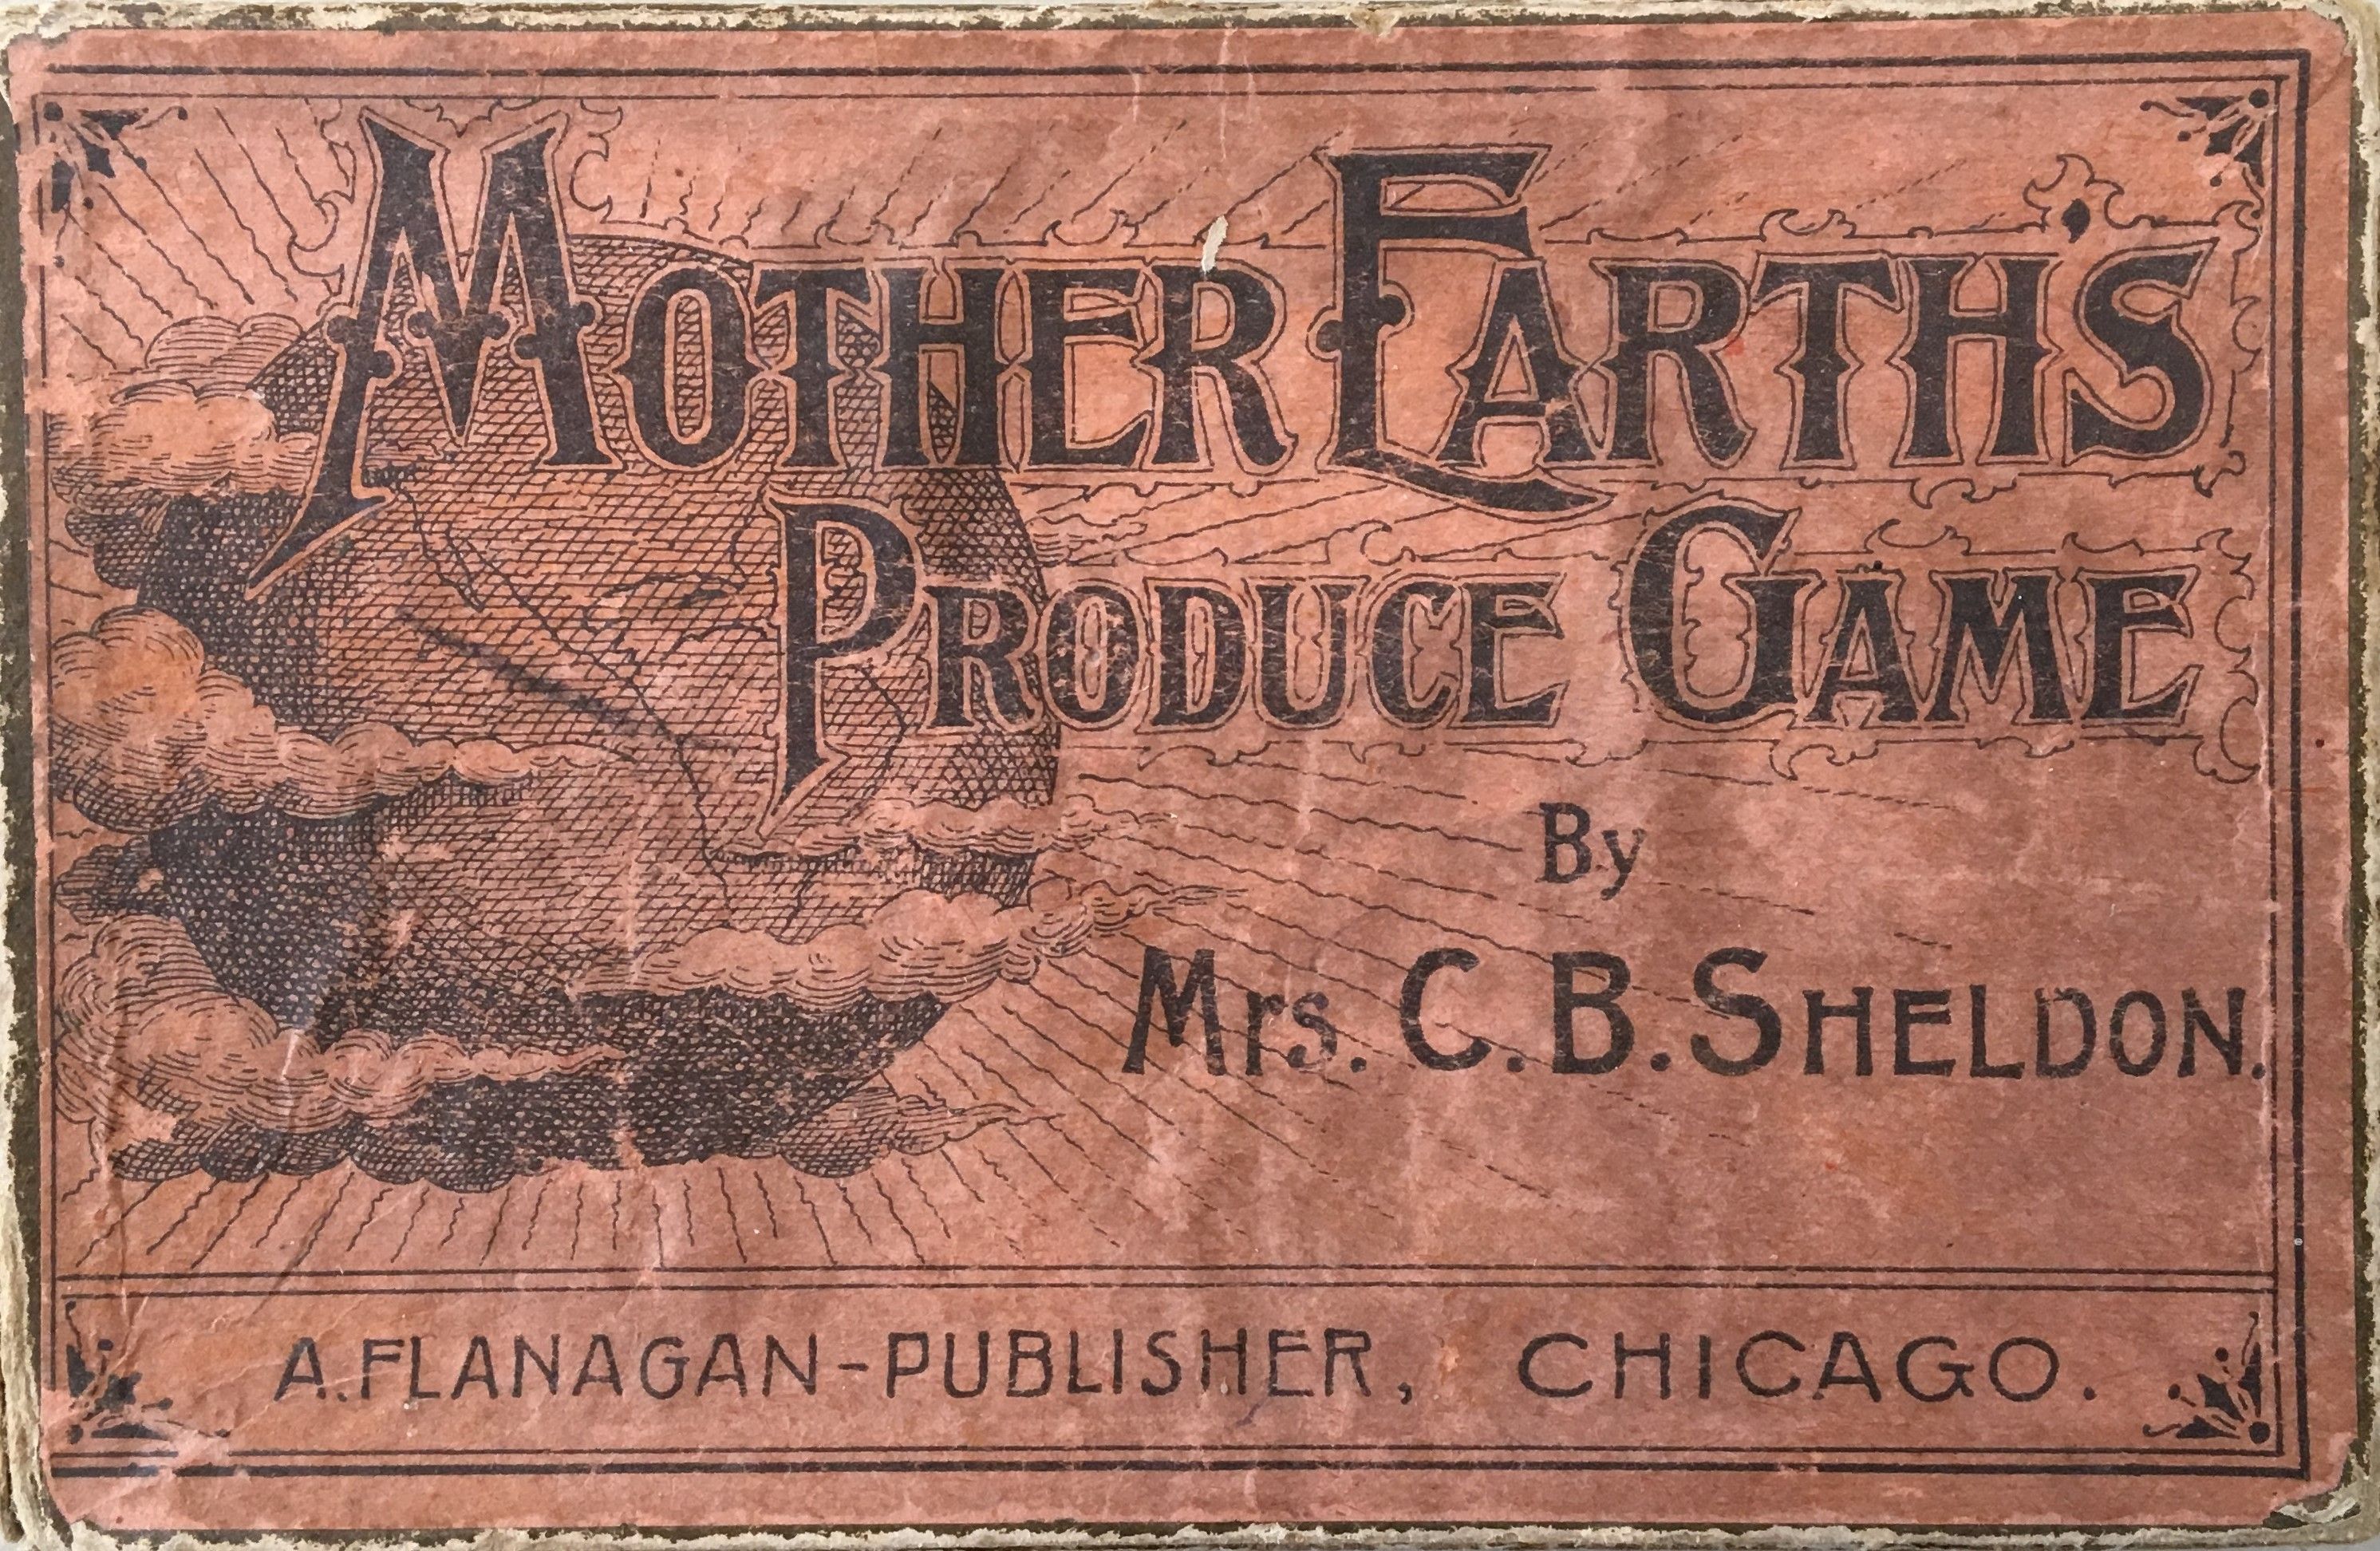 MOTHER EARTH'S
PRODUCE GAME
By
Mrs. C. B. SHELDON.
A. FLANAGAN-PUBLISHER, CHICAGO.